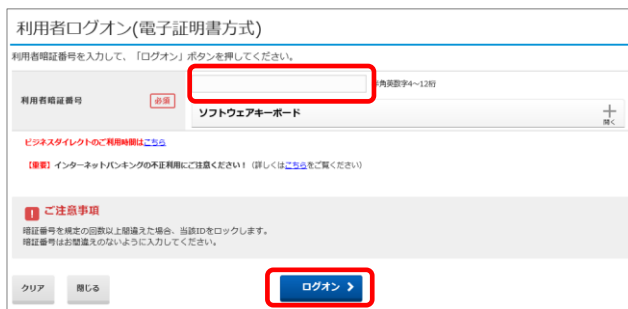 利用者ログオン(電子証明書方式)
利用者暗証番号を入力して、「ログオン」ボタンを押してください。
利用者暗証番号 必須
角英数字4～12桁
ソフトウェアキーボード
開く
ビジネスダイレクトのご利用時間はこちら
【重要】インターネットバンキングの不正利用にご注意ください！（詳しくはこちらをご覧ください）
ご注意事項
暗証番号を規定の回数以上間違えた場合、当該IDをロックします。
暗証番号はお間違えのないように入力してください。
クリア 閉じる ログオン